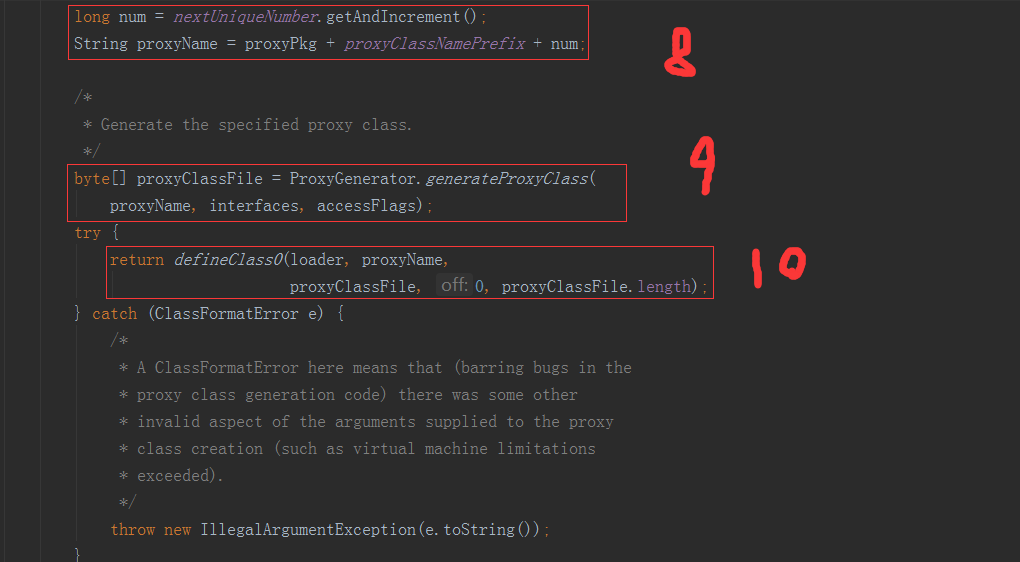 long num = nextUniqueNumber.getAndIncrement();
String proxyName = proxyPkg + proxyClassNamePrefix + num;
8
/*
* Generate the specified proxy class.
*/
9
byte[] proxyClassFile = ProxyGenerator.generateProxyClass(
proxyName, interfaces, accessFlags);
try {
return defineClass0(loader, proxyName,
proxyClassFile, off: 0, proxyClassFile.length);
10
} catch (ClassFormatError e) {
/*
* A ClassFormatError here means that (barring bugs in the
* proxy class generation code) there was some other
* invalid aspect of the arguments supplied to the proxy
* class creation (such as virtual machine limitations
* exceeded).
*/
throw new IllegalArgumentException(e.toString());
}